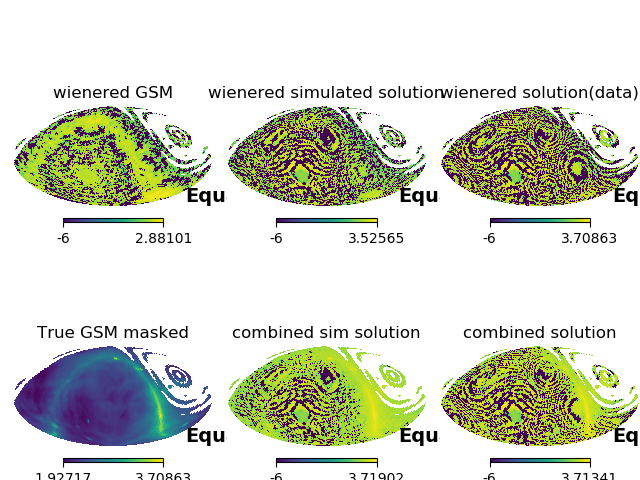 wienered GSM
wienered simulated solution
wienered solution(data)
Equ
Equ
Eq
-6 2.88101
-6 3.52565
-6 3.70863
True GSM masked
combined sim solution
combined solution
Equ
Equ
Eq
1.92717 3.70863
-6 3.71902
-6 3.71341